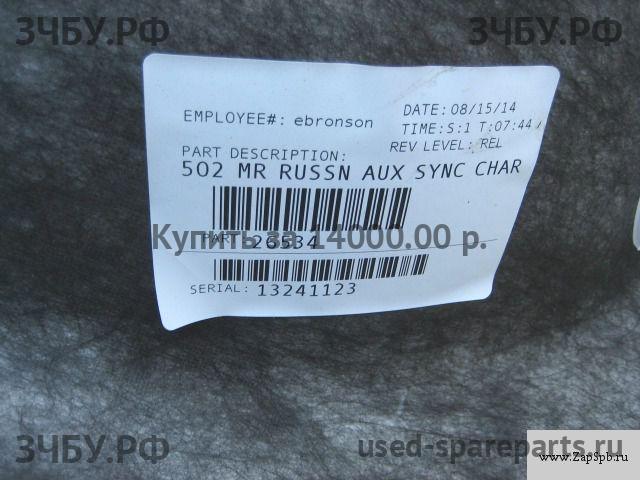 ЗЧБУ.РФ ЗЧБУ.РФ
EMPLOYEE#: ebronson
DATE: 08/15/14
TIME:S:1 T:07:44
REV LEVEL: REL
PART DESCRIPTION:
502 MR RUSSN AUX SYNC CHAR
Купить за 14000.00 р.
PART: 26534
SERIAL: 13241123
ЗЧБУ.РФ used-spareparts.ru
www.ZapSpb.ru